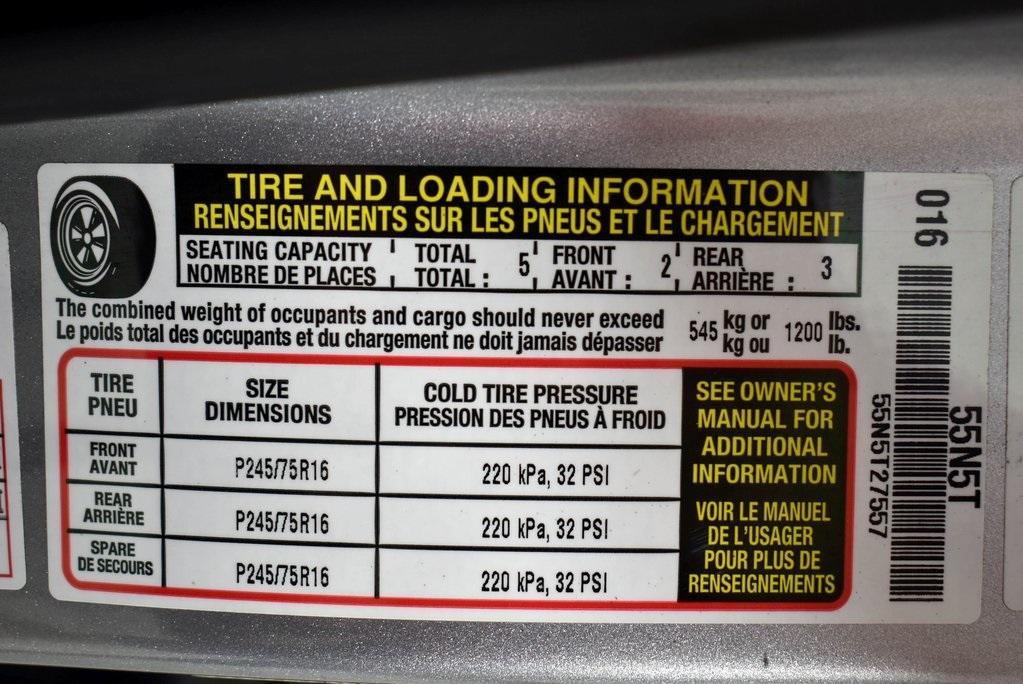 TIRE AND LOADING INFORMATION
RENSEIGNEMENTS SUR LES PNEUS ET LE CHARGEMENT
SEATING CAPACITY TOTAL FRONT REAR
NOMBRE DE PLACES TOTAL : 5 AVANT : 2 ARRIÈRE : 3
The combined weight of occupants and cargo should never exceed 545 kg or 1200 lbs.
Le poids total des occupants et du chargement ne doit jamais dépasser kg ou lb.
TIRE
PNEU
SIZE
DIMENSIONS
COLD TIRE PRESSURE
PRESSION DES PNEUS À FROID
FRONT
AVANT
P245/75R16
220 kPa, 32 PSI
REAR
ARRIÈRE
P245/75R16
220 kPa, 32 PSI
SPARE
DE SECOURS
P245/75R16
220 kPa, 32 PSI
SEE OWNER'S
MANUAL FOR
ADDITIONAL
INFORMATION
VOIR LE MANUEL
DE L'USAGER
POUR PLUS DE
RENSEIGNEMENTS
016
55N5T27557
55N5T